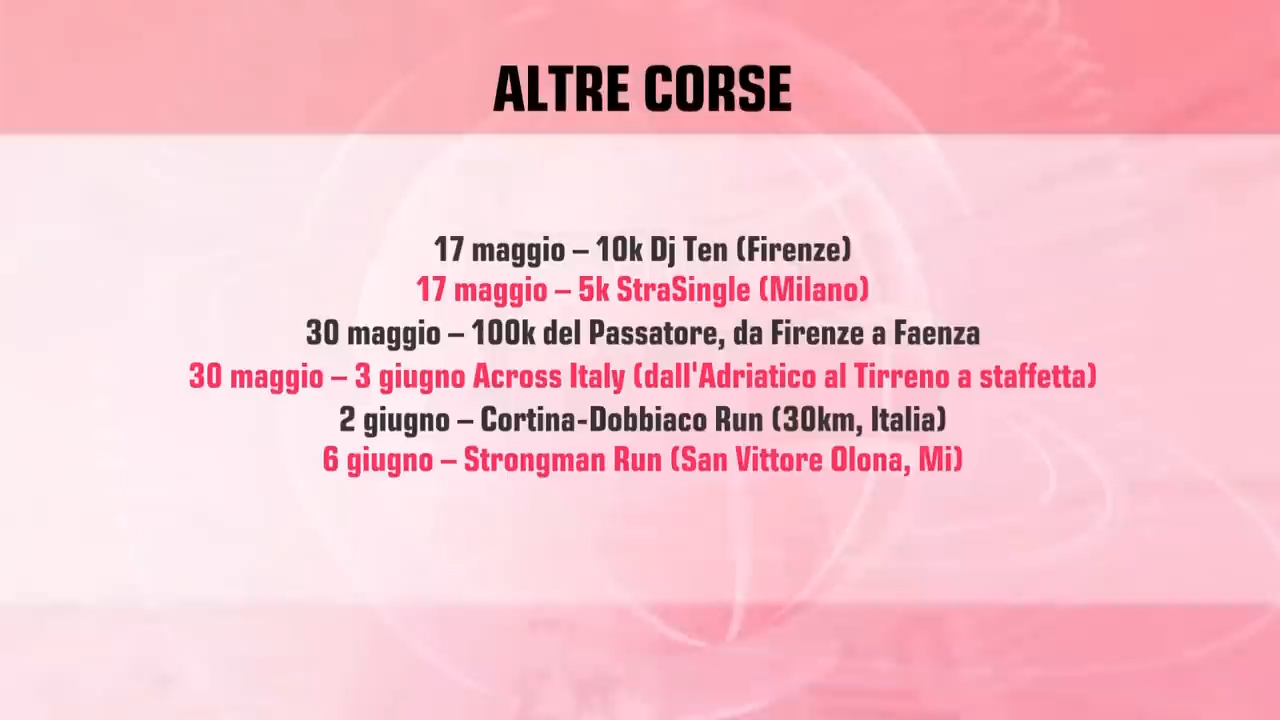 ALTRE CORSE
17 maggio – 10k Dj Ten (Firenze)
17 maggio – 5k StraSingle (Milano)
30 maggio – 100k del Passatore, da Firenze a Faenza
30 maggio – 3 giugno Across Italy (dall'Adriatico al Tirreno a staffetta)
2 giugno – Cortina-Dobbiaco Run (30km, Italia)
6 giugno – Strongman Run (San Vittore Olona, Mi)